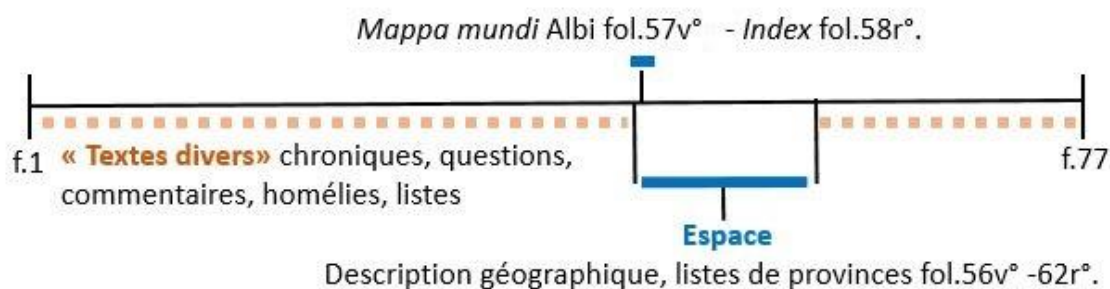 Mappa mundi Albi fol.57v° - Index fol.58r°.
f.1 « Textes divers» chroniques, questions,
commentaires, homélies, listes
f.77
Espace
Description géographique, listes de provinces fol.56v° -62r°.